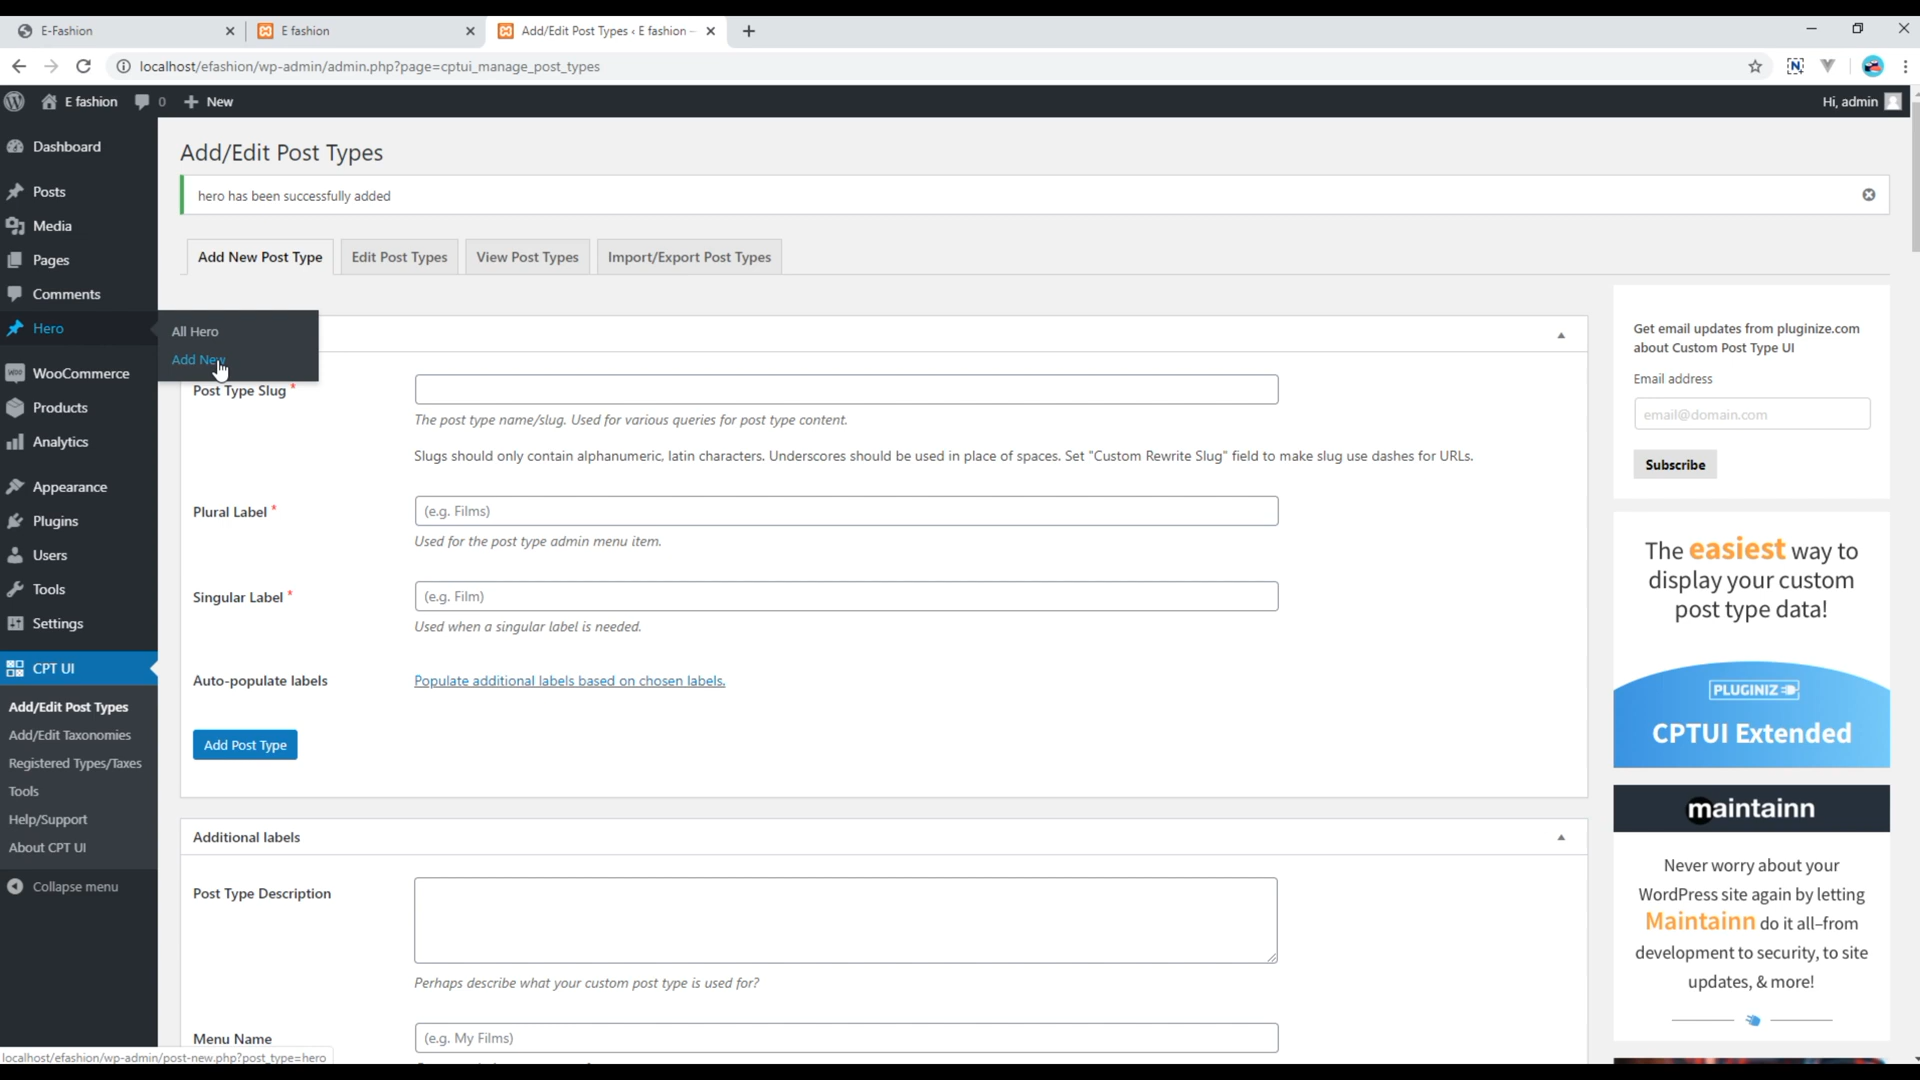 E-Fashion
E fashion
Add/Edit Post Types ‹ E fashion —
localhost/efashion/wp-admin/admin.php?page=cptui_manage_post_types
E fashion
0
New
Hi, admin
Dashboard
Posts
Media
Pages
Comments
Hero
All Hero
Add New
WooCommerce
Products
Analytics
Appearance
Plugins
Users
Tools
Settings
CPT UI
Add/Edit Post Types
Add/Edit Taxonomies
Registered Types/Taxes
Tools
Help/Support
About CPT UI
Collapse menu
Add/Edit Post Types
hero has been successfully added
Add New Post Type
Edit Post Types
View Post Types
Import/Export Post Types
Post Type Slug *
The post type name/slug. Used for various queries for post type content.
Slugs should only contain alphanumeric, latin characters. Underscores should be used in place of spaces. Set "Custom Rewrite Slug" field to make slug use dashes for URLs.
Plural Label *
(e.g. Films)
Used for the post type admin menu item.
Singular Label *
(e.g. Film)
Used when a singular label is needed.
Auto-populate labels
Populate additional labels based on chosen labels.
Add Post Type
Additional labels
Post Type Description
Perhaps describe what your custom post type is used for?
Menu Name
(e.g. My Films)
Get email updates from pluginize.com
about Custom Post Type UI
Email address
email@domain.com
Subscribe
The easiest way to
display your custom
post type data!
PLUGINIZ
CPTUI Extended
maintainn
Never worry about your
WordPress site again by letting
Maintainn do it all–from
development to security, to site
updates, & more!
localhost/efashion/wp-admin/post-new.php?post_type=hero